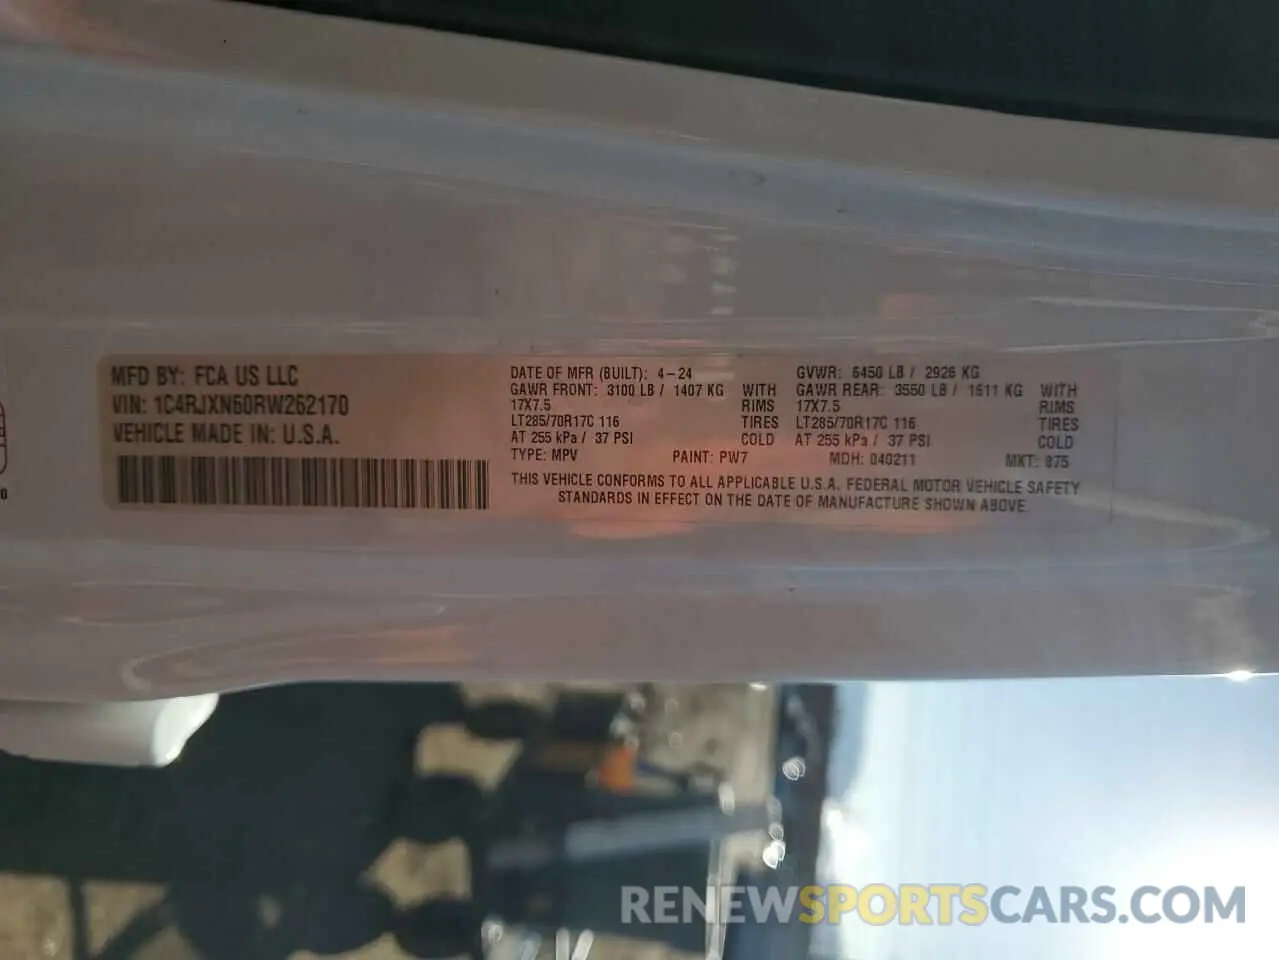 MFD BY: FCA US LLC
VIN: 1C4RJXN60RW262170
VEHICLE MADE IN: U.S.A.
DATE OF MFR (BUILT): 4-24 GVWR: 6450 LB / 2926 KG
GAWR FRONT: 3100 LB / 1407 KG WITH GAWR REAR: 3550 LB / 1611 KG WITH
17X7.5 RIMS 17X7.5 RIMS
LT285/70R17C 116 TIRES LT285/70R17C 116 TIRES
AT 255 kPa / 37 PSI COLD AT 255 kPa / 37 PSI COLD
TYPE: MPV PAINT: PW7 MDH: 040211 MKT: 875
THIS VEHICLE CONFORMS TO ALL APPLICABLE U.S.A. FEDERAL MOTOR VEHICLE SAFETY
STANDARDS IN EFFECT ON THE DATE OF MANUFACTURE SHOWN ABOVE
RENEWSPORTSCARS.COM